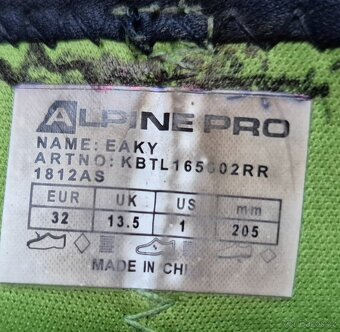 ALPINE PRO
NAME: EAKY
ARTNO: KBTL165602RR
1812AS
EUR UK US mm
32 13.5 1 205
MADE IN CHI